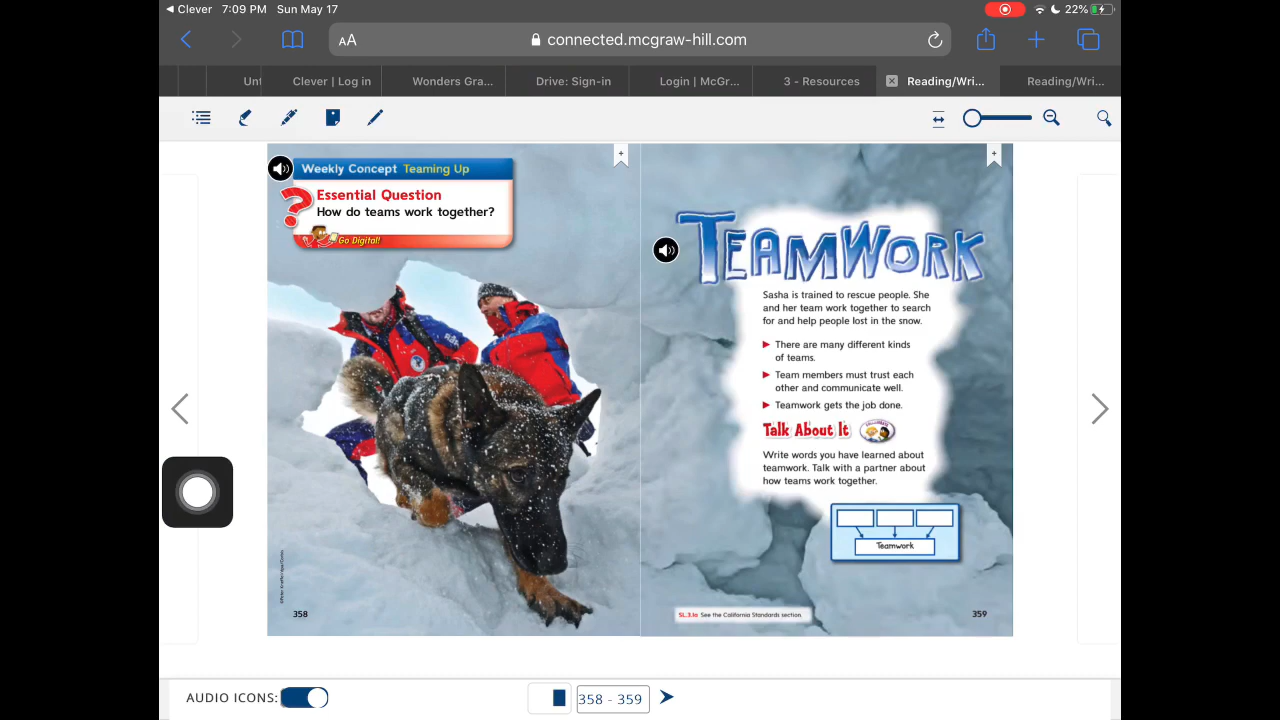 Clever 7:09 PM Sun May 17 22%
AA connected.mcgraw-hill.com
Clever | Log in Wonders Gra... Drive: Sign-in Login | McGr... 3 - Resources Reading/Wri... Reading/Wri...
Weekly Concept Teaming Up
Essential Question
How do teams work together?
Go Digital!
358
TEAMWORK
Sasha is trained to rescue people. She
and her team work together to search
for and help people lost in the snow.
There are many different kinds
of teams.
Team members must trust each
other and communicate well.
Teamwork gets the job done.
Talk About It
Write words you have learned about
teamwork. Talk with a partner about
how teams work together.
Teamwork
SL.3.1a See the California Standards section.
359
AUDIO ICONS:
358 - 359